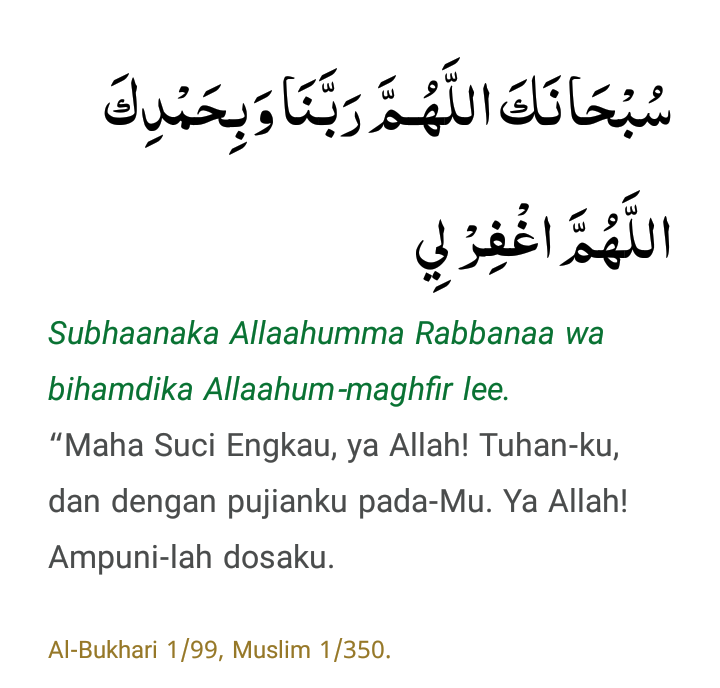 سُبْحَانَكَ اللَّهُمَّ رَبَّنَا وَبِحَمْدِكَ
اللَّهُمَّ اغْفِرْ لِي
Subhaanaka Allaahumma Rabbanaa wa
bihamdika Allaahum-maghfir lee.
“Maha Suci Engkau, ya Allah! Tuhan-ku,
dan dengan pujianku pada-Mu. Ya Allah!
Ampuni-lah dosaku.
Al-Bukhari 1/99, Muslim 1/350.